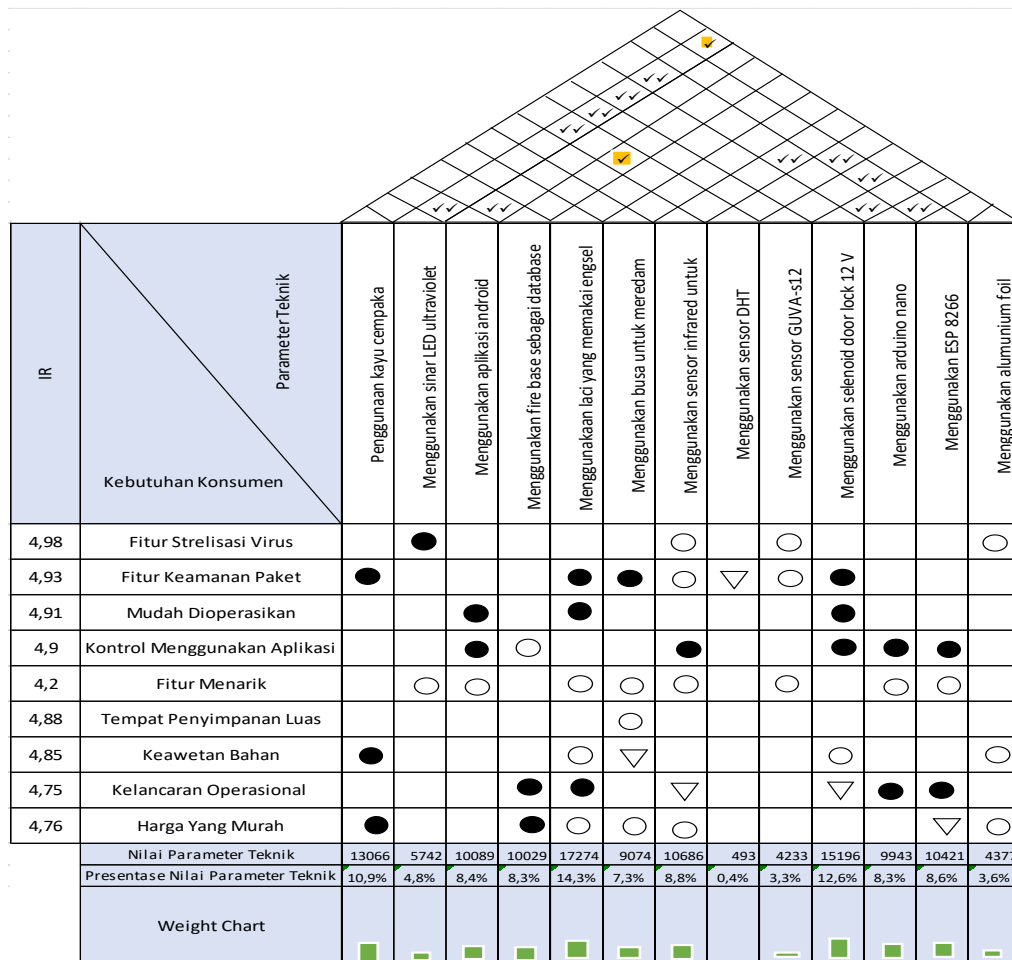 IR
Parameter Teknik
Kebutuhan Konsumen
Penggunaan kayu cempaka
Menggunakan sinar LED ultraviolet
Menggunakan aplikasi android
Menggunakan fire base sebagai database
Menggunakaan laci yang memakai engsel
Menggunakan busa untuk meredam
Menggunakan sensor infrared untuk
Menggunakan sensor DHT
Menggunakan sensor GUVA-s12
Menggunakan selenoid door lock 12 V
Menggunakan arduino nano
Menggunakan ESP 8266
Menggunakan alumunium foil
4,98 Fitur Strelisasi Virus
4,93 Fitur Keamanan Paket
4,91 Mudah Dioperasikan
4,9 Kontrol Menggunakan Aplikasi
4,2 Fitur Menarik
4,88 Tempat Penyimpanan Luas
4,85 Keawetan Bahan
4,75 Kelancaran Operasional
4,76 Harga Yang Murah
Nilai Parameter Teknik 13066 5742 10089 10029 17274 9074 10686 493 4233 15196 9943 10421 4377
Presentase Nilai Parameter Teknik 10,9% 4,8% 8,4% 8,3% 14,3% 7,3% 8,8% 0,4% 3,3% 12,6% 8,3% 8,6% 3,6%
Weight Chart